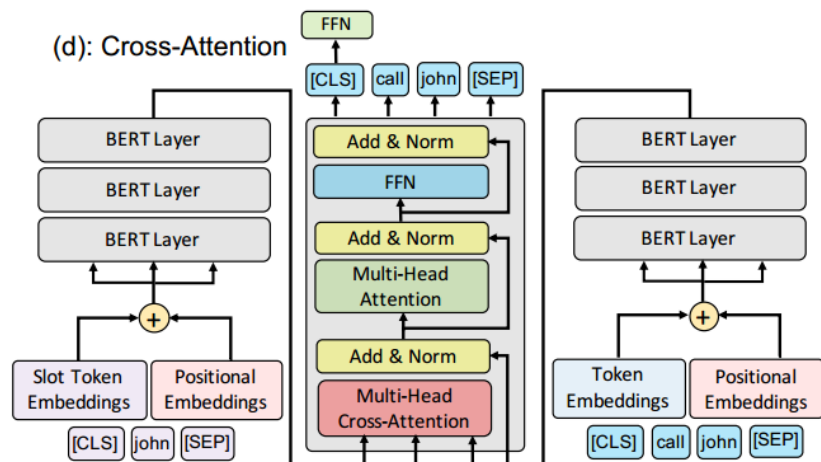 (d): Cross-Attention
FFN
[CLS] call john [SEP]
BERT Layer
BERT Layer
BERT Layer
+
Slot Token
Embeddings
Positional
Embeddings
[CLS] john [SEP]
Add & Norm
FFN
Add & Norm
Multi-Head
Attention
Add & Norm
Multi-Head
Cross-Attention
BERT Layer
BERT Layer
BERT Layer
+
Token
Embeddings
Positional
Embeddings
[CLS] call john [SEP]